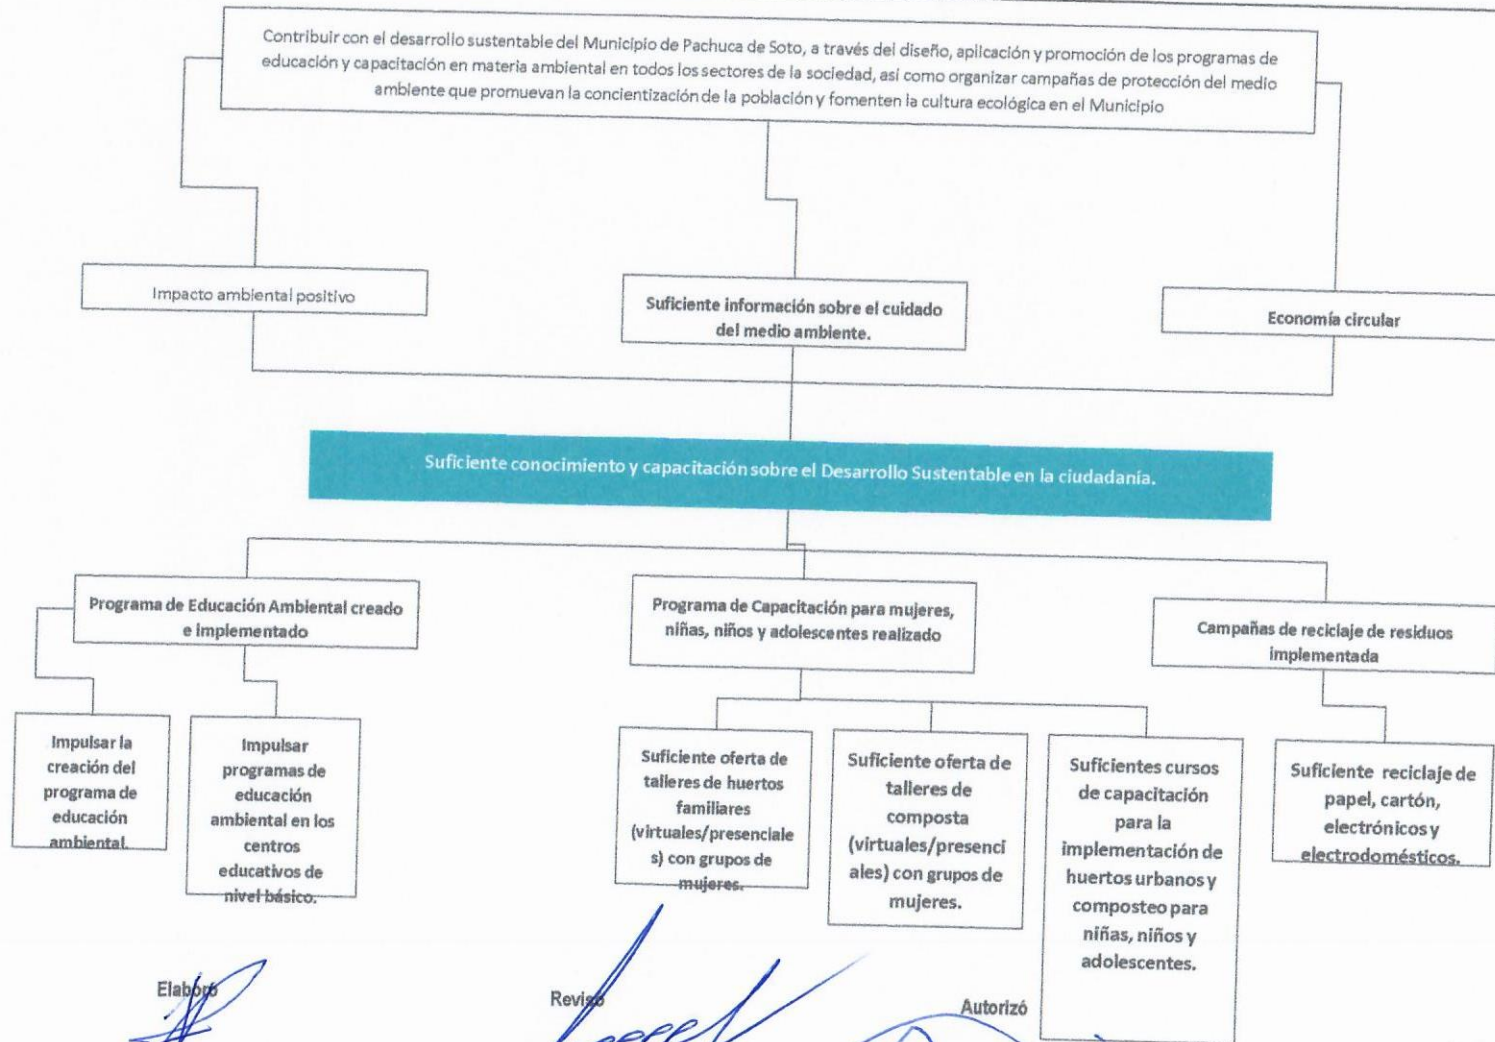 Contribuir con el desarrollo sustentable del Municipio de Pachuca de Soto, a través del diseño, aplicación y promoción de los programas de
educación y capacitación en materia ambiental en todos los sectores de la sociedad, así como organizar campañas de protección del medio
ambiente que promuevan la concientización de la población y fomenten la cultura ecológica en el Municipio
Impacto ambiental positivo
Suficiente información sobre el cuidado
del medio ambiente.
Economía circular
Suficiente conocimiento y capacitación sobre el Desarrollo Sustentable en la ciudadanía.
Programa de Educación Ambiental creado
e implementado
Programa de Capacitación para mujeres,
niñas, niños y adolescentes realizado
Campañas de reciclaje de residuos
implementada
Impulsar la
creación del
programa de
educación
ambiental.
Impulsar
programas de
educación
ambiental en los
centros
educativos de
nivel básico.
Suficiente oferta de
talleres de huertos
familiares
(virtuales/presenciale
s) con grupos de
mujeres.
Suficiente oferta de
talleres de
composta
(virtuales/presenci
ales) con grupos de
mujeres.
Suficientes cursos
de capacitación
para la
implementación de
huertos urbanos y
composteo para
niñas, niños y
adolescentes.
Suficiente reciclaje de
papel, cartón,
electrónicos y
electrodomésticos.
Elaboró
Revisó
Autorizó